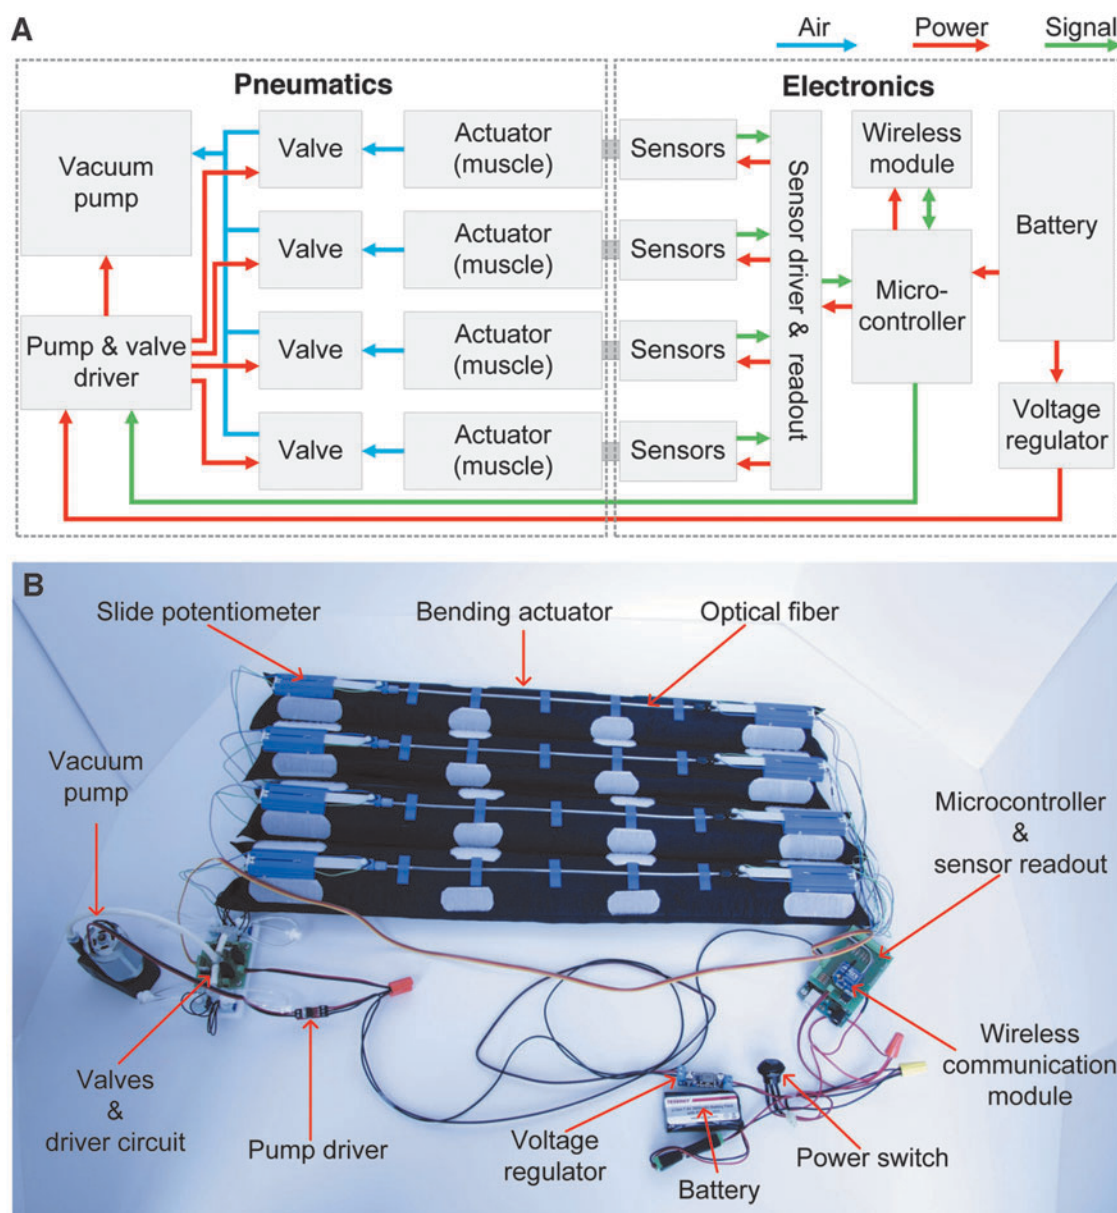 A
Air
Power
Signal
Pneumatics
Electronics
Vacuum
pump
Valve
Actuator
(muscle)
Sensors
Valve
Actuator
(muscle)
Sensors
Valve
Actuator
(muscle)
Sensors
Valve
Actuator
(muscle)
Sensors
Pump & valve
driver
Sensor driver & readout
Wireless
module
Micro-
controller
Battery
Voltage
regulator
B
Slide potentiometer
Bending actuator
Optical fiber
Vacuum
pump
Microcontroller
&
sensor readout
Valves
&
driver circuit
Pump driver
Voltage
regulator
Battery
Power switch
Wireless
communication
module